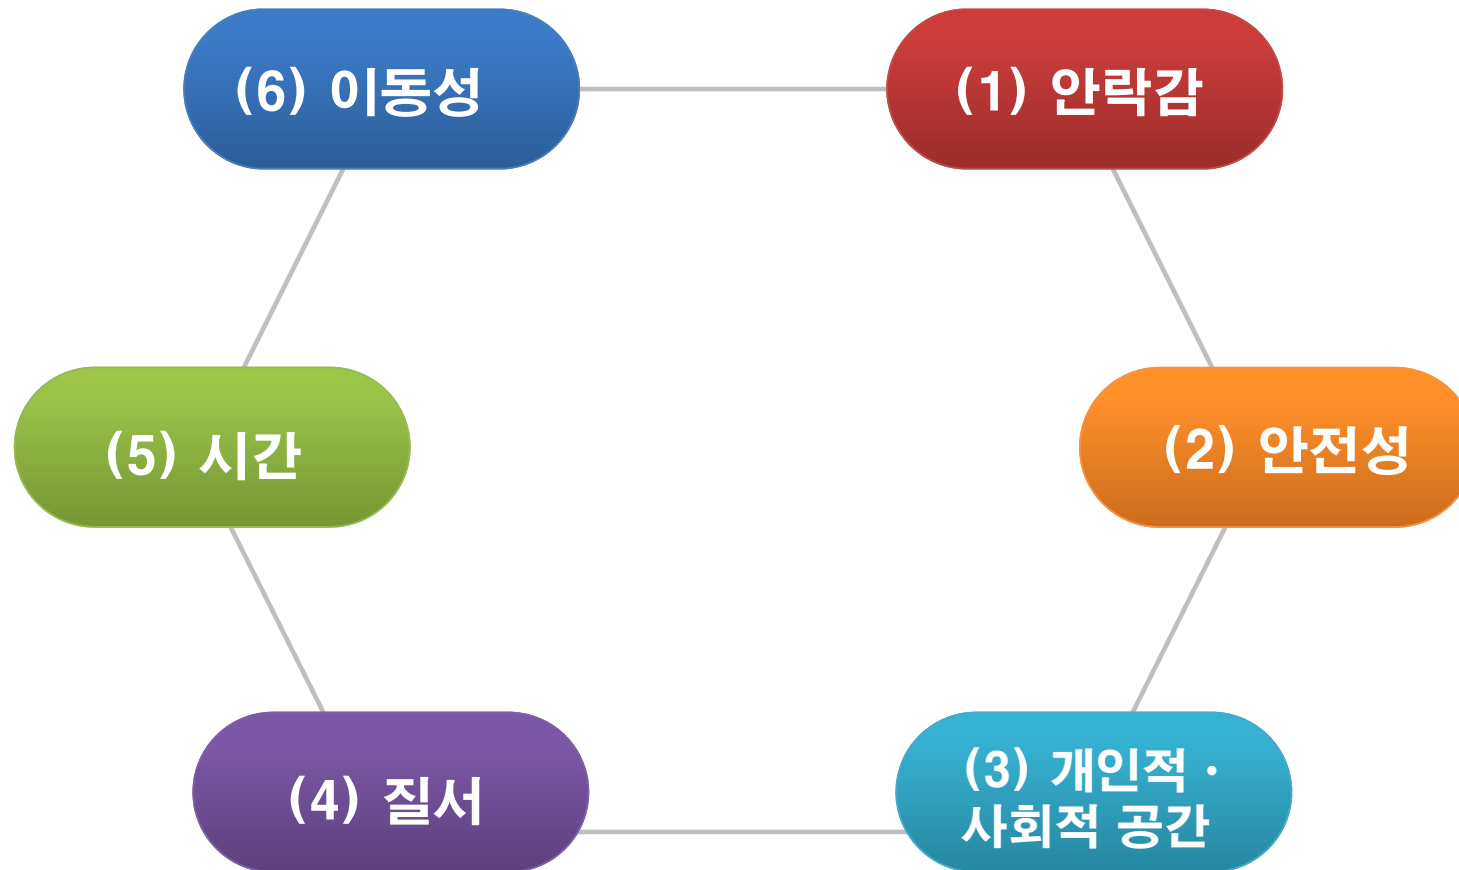 (6) 이동성
(1) 안락감
(5) 시간
(2) 안전성
(4) 질서
(3) 개인적 ·
사회적 공간